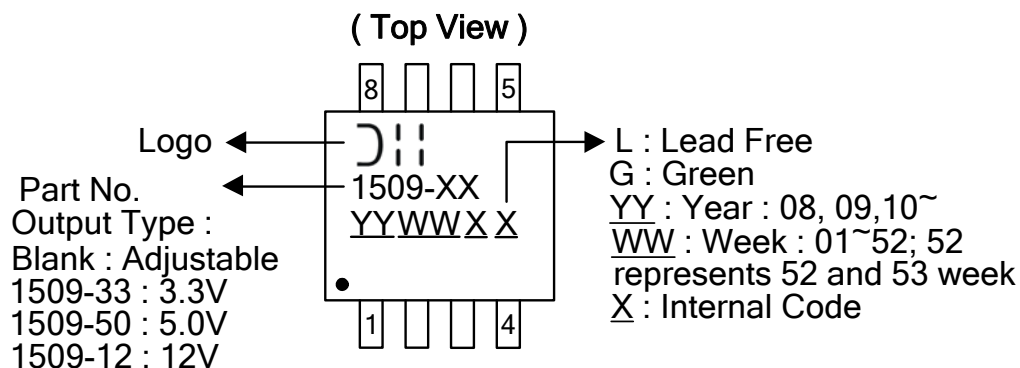 ( Top View )
8 5
Logo
1509-XX
YYWWX X
1 4
Part No.
Output Type :
Blank : Adjustable
1509-33 : 3.3V
1509-50 : 5.0V
1509-12 : 12V
L : Lead Free
G : Green
YY : Year : 08, 09,10~
WW : Week : 01~52; 52
represents 52 and 53 week
X : Internal Code